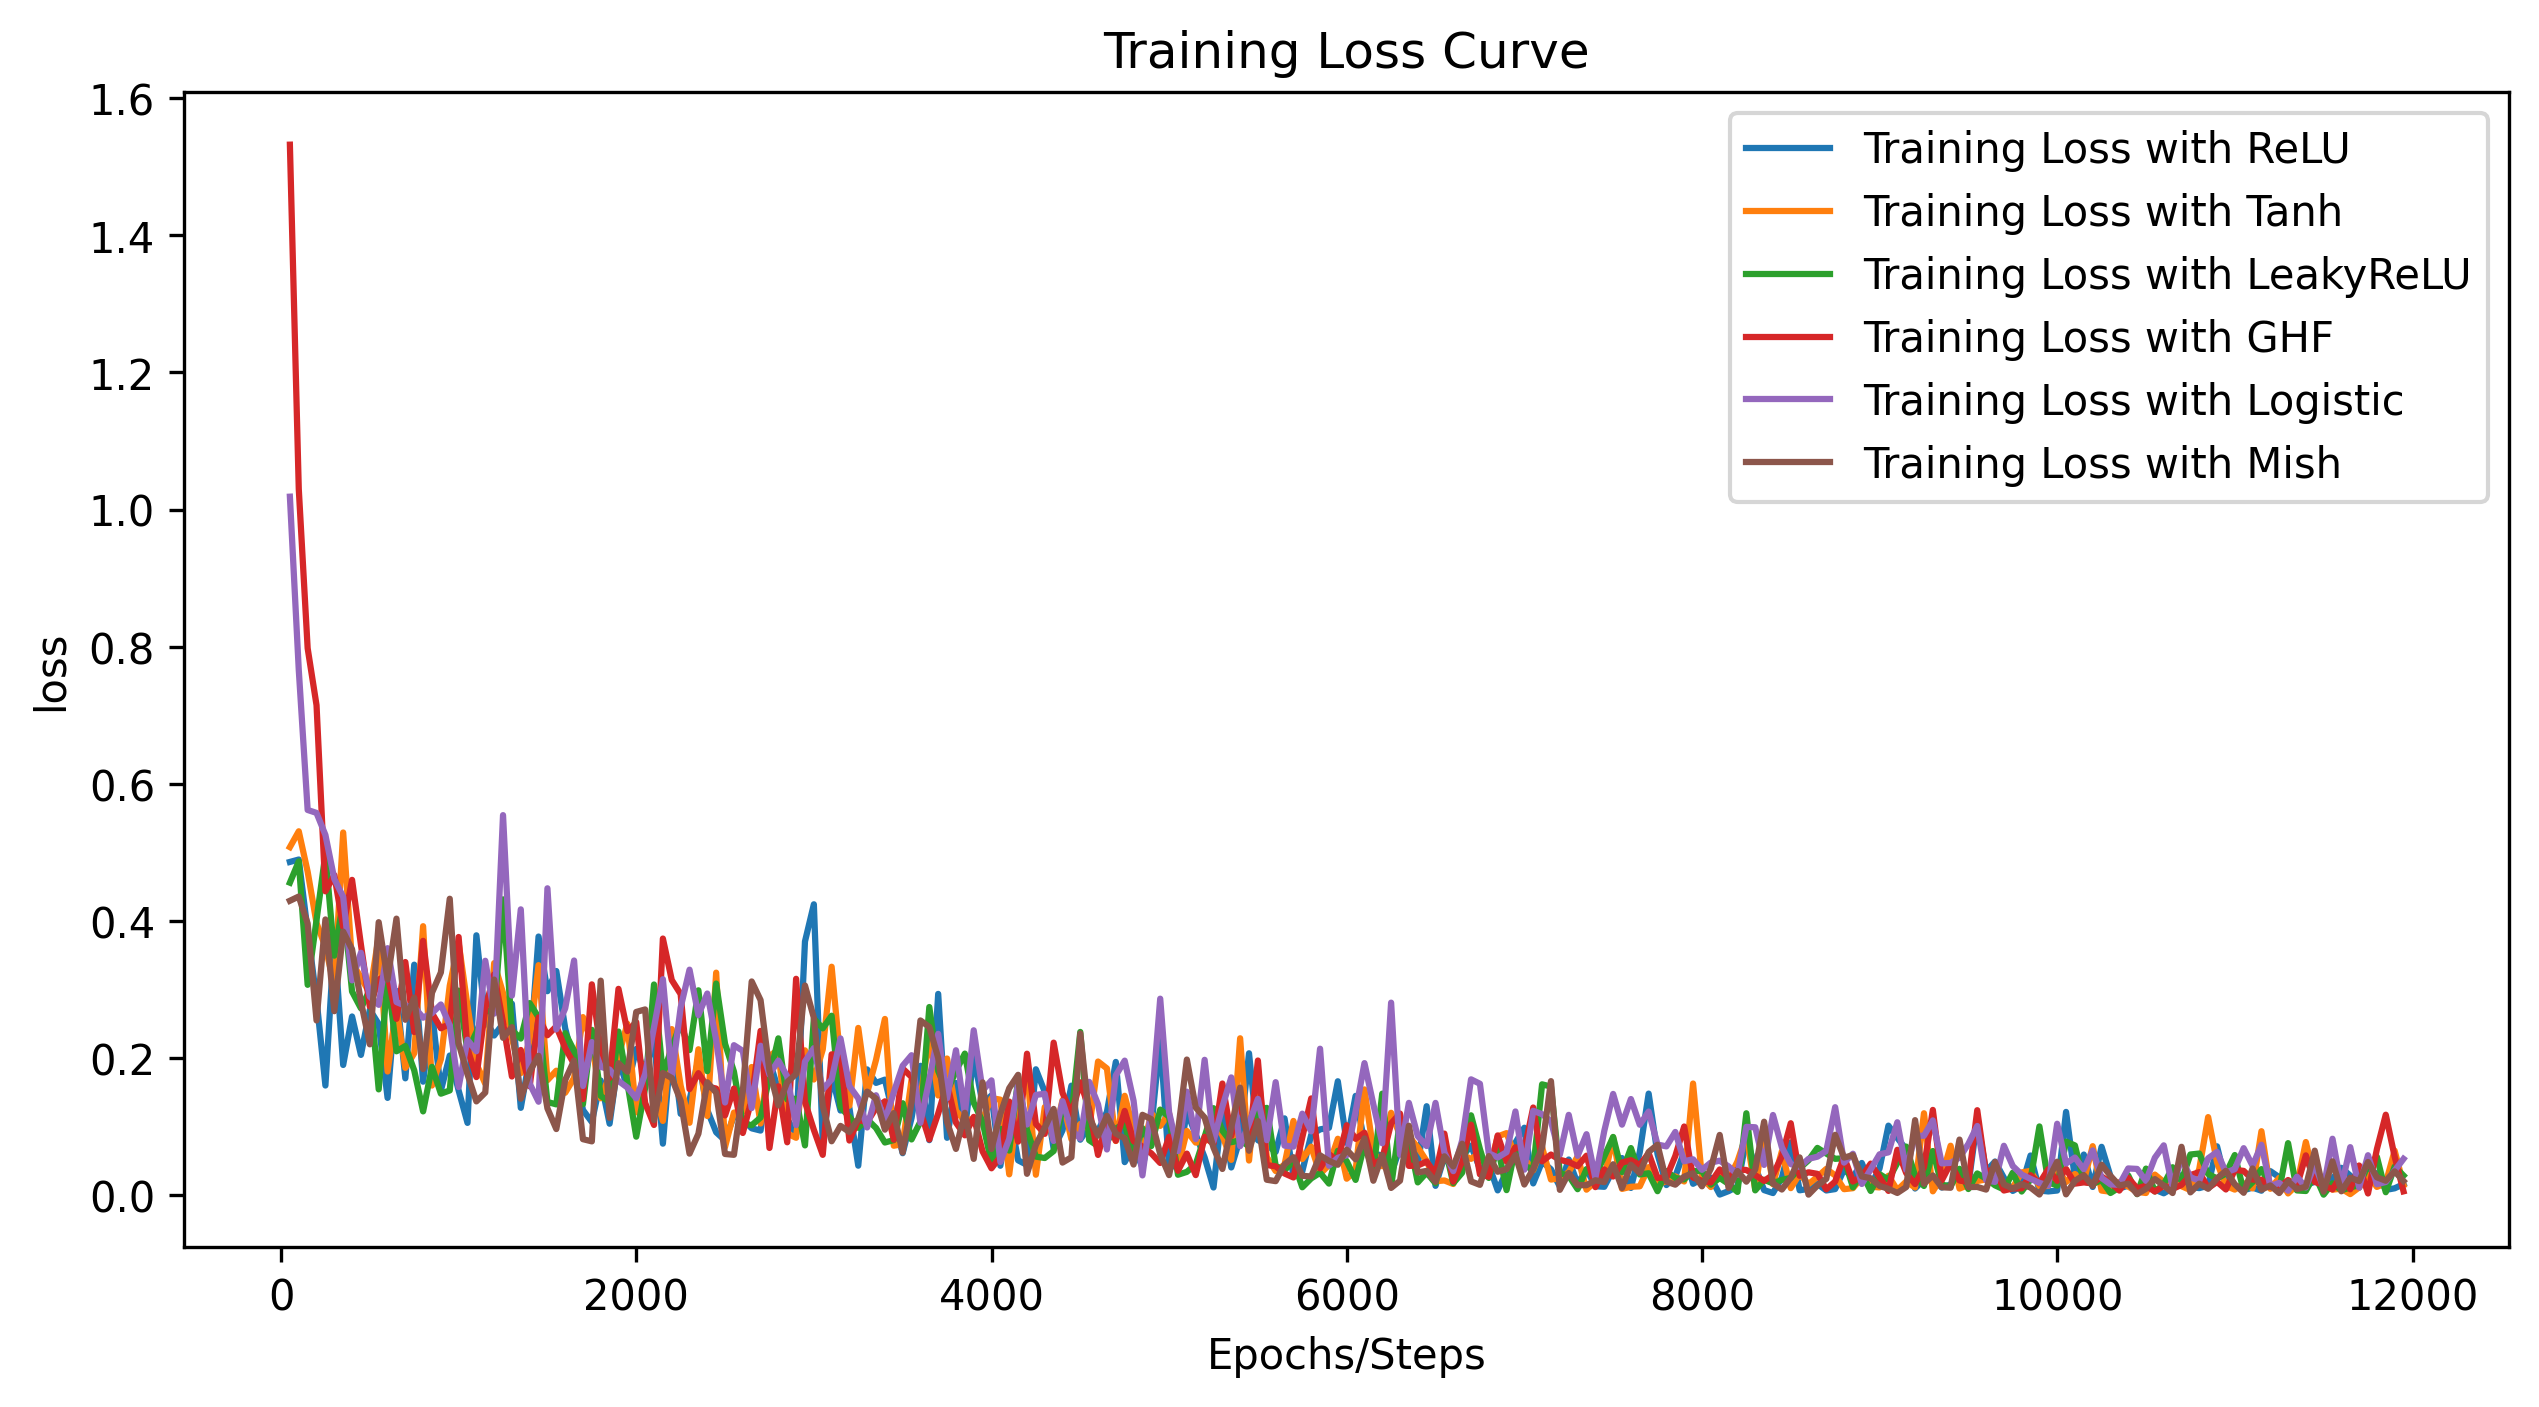 Training Loss Curve
1.6
1.4
1.2
1.0
0.8
0.6
0.4
0.2
0.0
loss
Training Loss with ReLU
Training Loss with Tanh
Training Loss with LeakyReLU
Training Loss with GHF
Training Loss with Logistic
Training Loss with Mish
0 2000 4000 6000 8000 10000 12000
Epochs/Steps